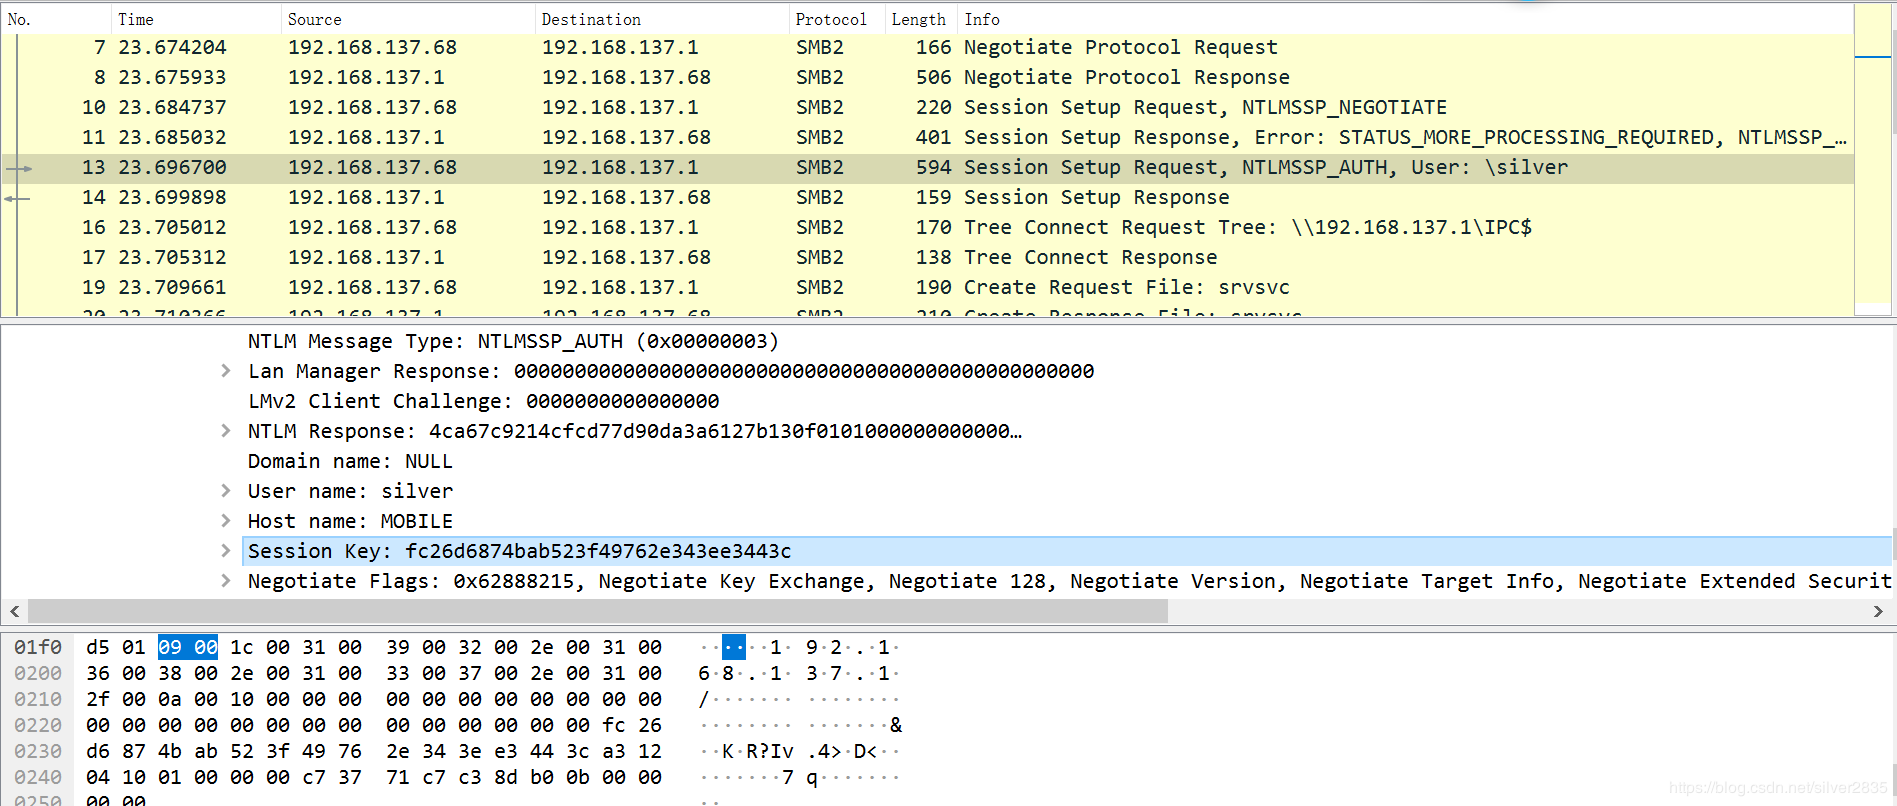 No. Time Source Destination Protocol Length Info
7 23.674204 192.168.137.68 192.168.137.1 SMB2 166 Negotiate Protocol Request
8 23.675933 192.168.137.1 192.168.137.68 SMB2 506 Negotiate Protocol Response
10 23.684737 192.168.137.68 192.168.137.1 SMB2 220 Session Setup Request, NTLMSSP_NEGOTIATE
11 23.685032 192.168.137.1 192.168.137.68 SMB2 401 Session Setup Response, Error: STATUS_MORE_PROCESSING_REQUIRED, NTLMSSP_…
13 23.696700 192.168.137.68 192.168.137.1 SMB2 594 Session Setup Request, NTLMSSP_AUTH, User: \silver
14 23.699898 192.168.137.1 192.168.137.68 SMB2 159 Session Setup Response
16 23.705012 192.168.137.68 192.168.137.1 SMB2 170 Tree Connect Request Tree: \\192.168.137.1\IPC$
17 23.705312 192.168.137.1 192.168.137.68 SMB2 138 Tree Connect Response
19 23.709661 192.168.137.68 192.168.137.1 SMB2 190 Create Request File: srvsvc
20 23.710366 192.168.137.1 192.168.137.68 SMB2 210 Create Response File: srvsvc
NTLM Message Type: NTLMSSP_AUTH (0x00000003)
Lan Manager Response: 000000000000000000000000000000000000000000000000
LMv2 Client Challenge: 0000000000000000
NTLM Response: 4ca67c9214cfcd77d90da3a6127b130f0101000000000000…
Domain name: NULL
User name: silver
Host name: MOBILE
Session Key: fc26d6874bab523f49762e343ee3443c
Negotiate Flags: 0x62888215, Negotiate Key Exchange, Negotiate 128, Negotiate Version, Negotiate Target Info, Negotiate Extended Securit
01f0 d5 01 09 00 1c 00 31 00 39 00 32 00 2e 00 31 00 ·· ·· ··1· 9·2·.·1·
0200 36 00 38 00 2e 00 31 00 33 00 37 00 2e 00 31 00 6·8·.·1· 3·7·.·1·
0210 2f 00 0a 00 10 00 00 00 00 00 00 00 00 00 00 00 /······· ········
0220 00 00 00 00 00 00 00 00 00 00 00 00 00 00 fc 26 ········ ·······&
0230 d6 87 4b ab 52 3f 49 76 2e 34 3e e3 44 3c a3 12 ··K·R?Iv .4>·D<··
0240 04 10 01 00 00 00 c7 37 71 c7 c3 8d b0 0b 00 00 ·······7 q·······
0250 00 00 ··
https://blog.csdn.net/silver2835